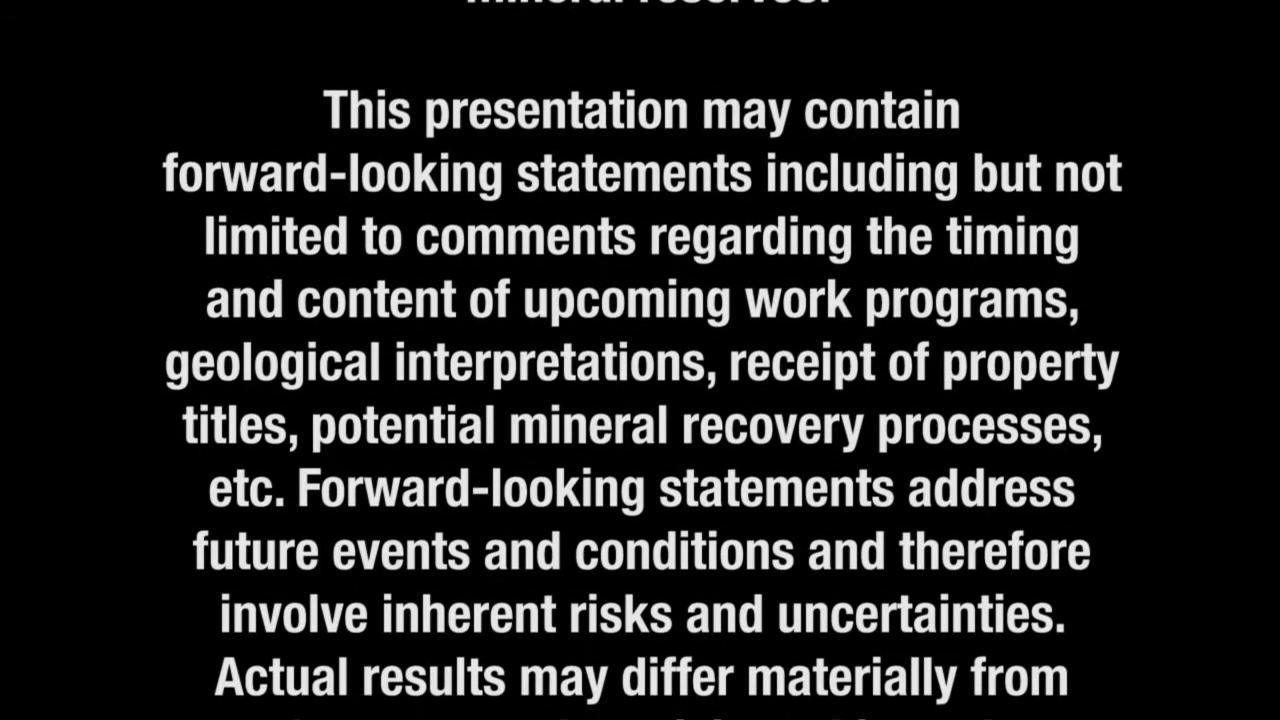 mineral reserves.
This presentation may contain
forward-looking statements including but not
limited to comments regarding the timing
and content of upcoming work programs,
geological interpretations, receipt of property
titles, potential mineral recovery processes,
etc. Forward-looking statements address
future events and conditions and therefore
involve inherent risks and uncertainties.
Actual results may differ materially from